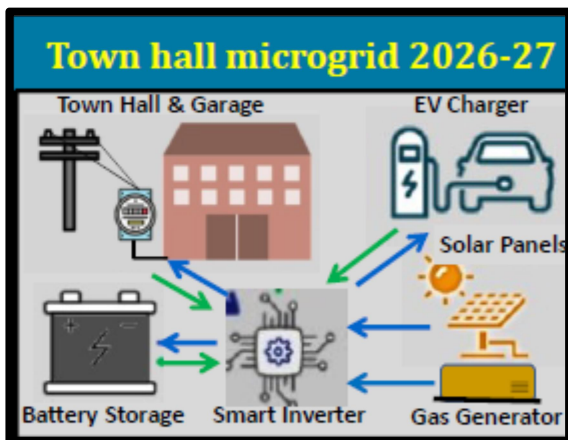 Town hall microgrid 2026-27
Town Hall & Garage
EV Charger
Solar Panels
Battery Storage
Smart Inverter
Gas Generator